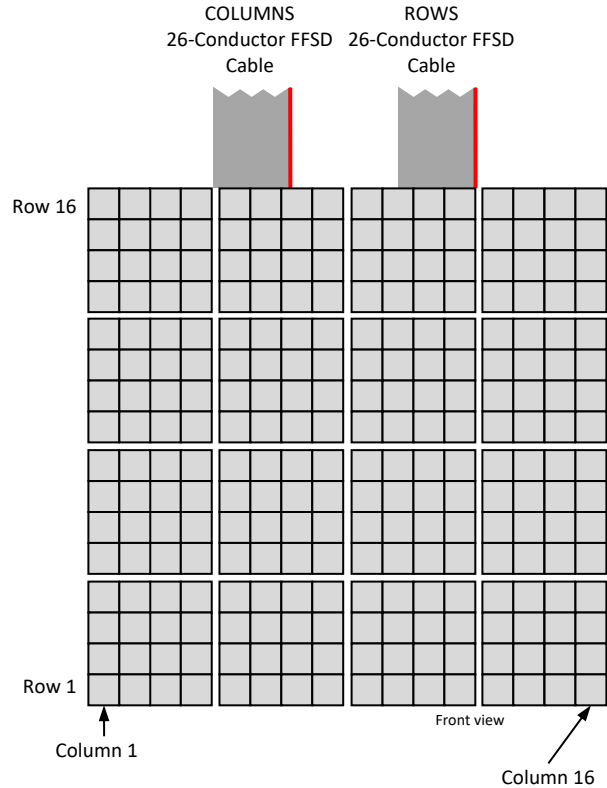 COLUMNS
26-Conductor FFSD
Cable
ROWS
26-Conductor FFSD
Cable
Row 16
Row 1
Front view
Column 1
Column 16